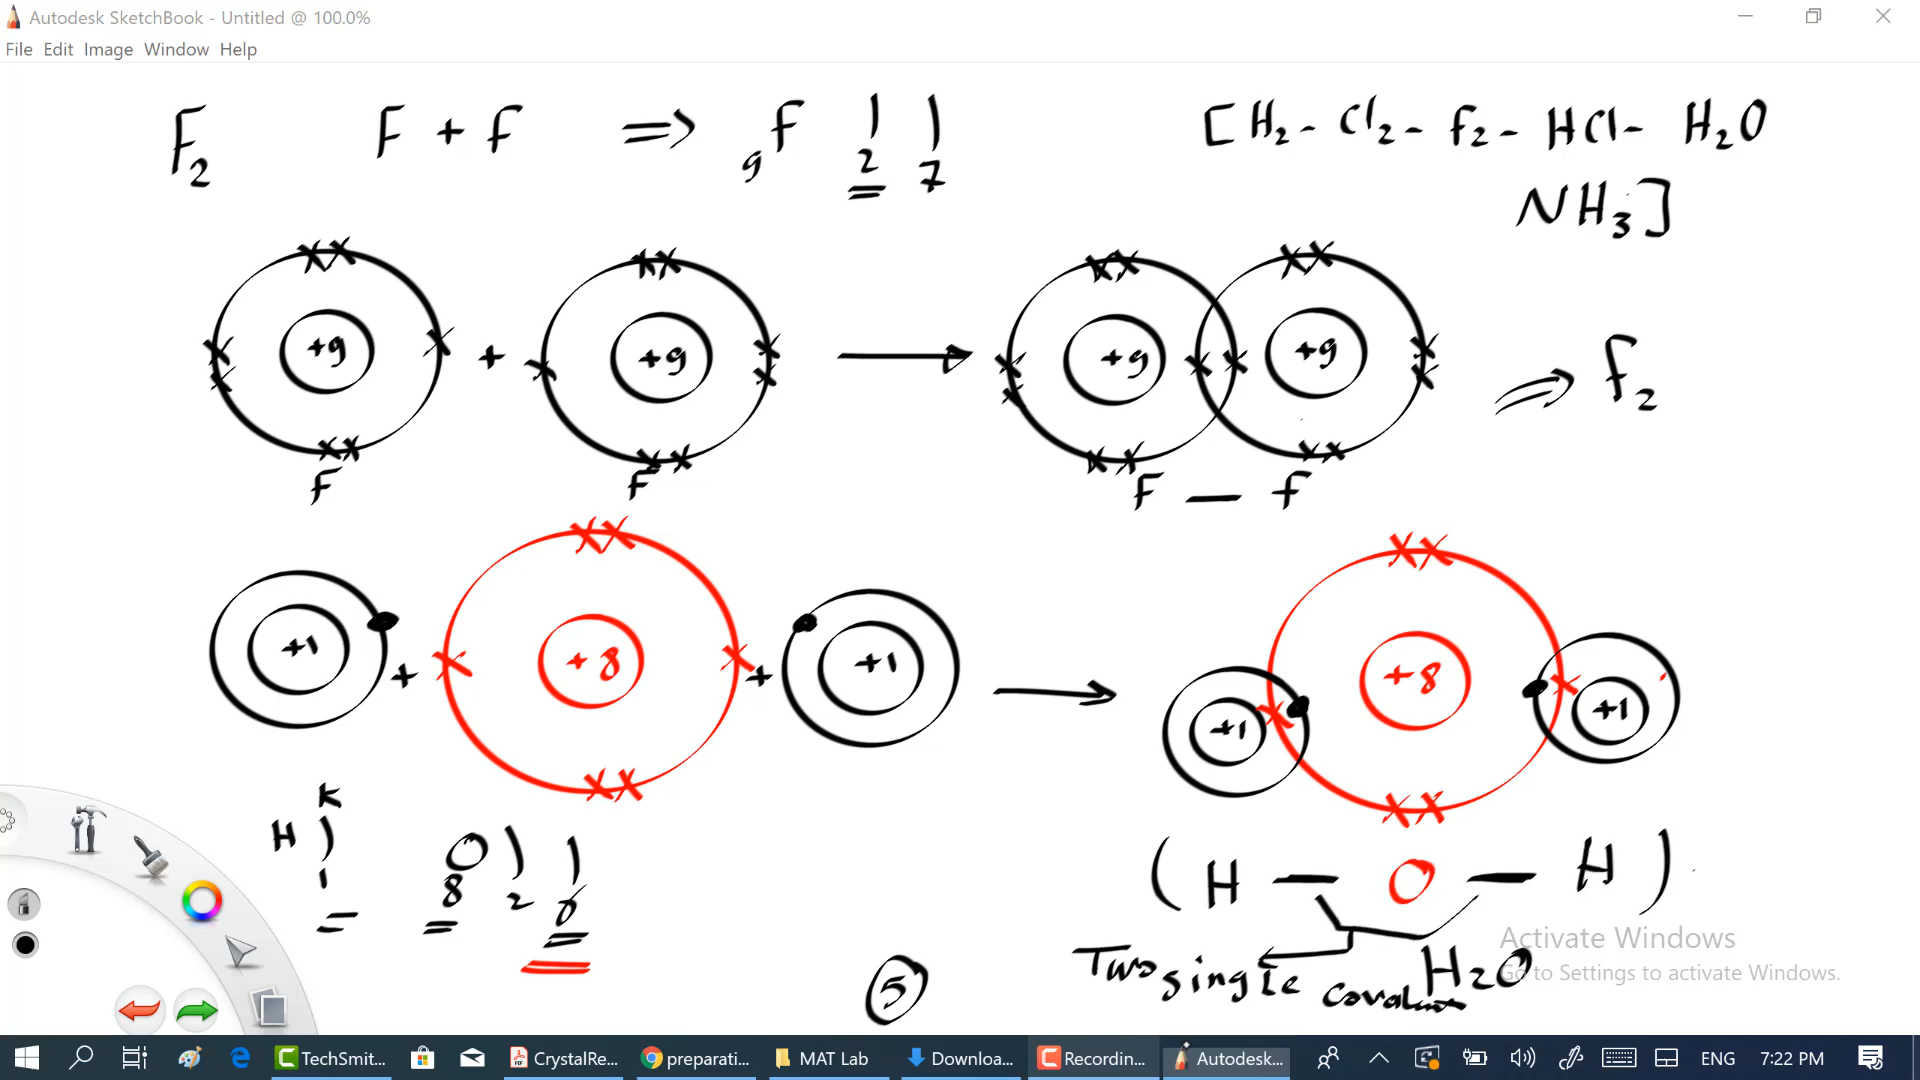 Autodesk SketchBook - Untitled @ 100.0%
File Edit Image Window Help
F2 F + F => 9F ) ) [H2 - Cl2 - F2 - HCl - H2O
2 7
NH3]
+9 + +9 → +9 +9 ⇒ F2
F F F — F
+1 + +8 + +1 → +1 +8 +1
K
H ) 8O ) )
1 2 6
(H — O — H)
Two single covalent
H2O
5
Activate Windows
Go to Settings to activate Windows.
TechSmit... CrystalRe... preparati... MAT Lab Downloa... Recordin... Autodesk... ENG 7:22 PM